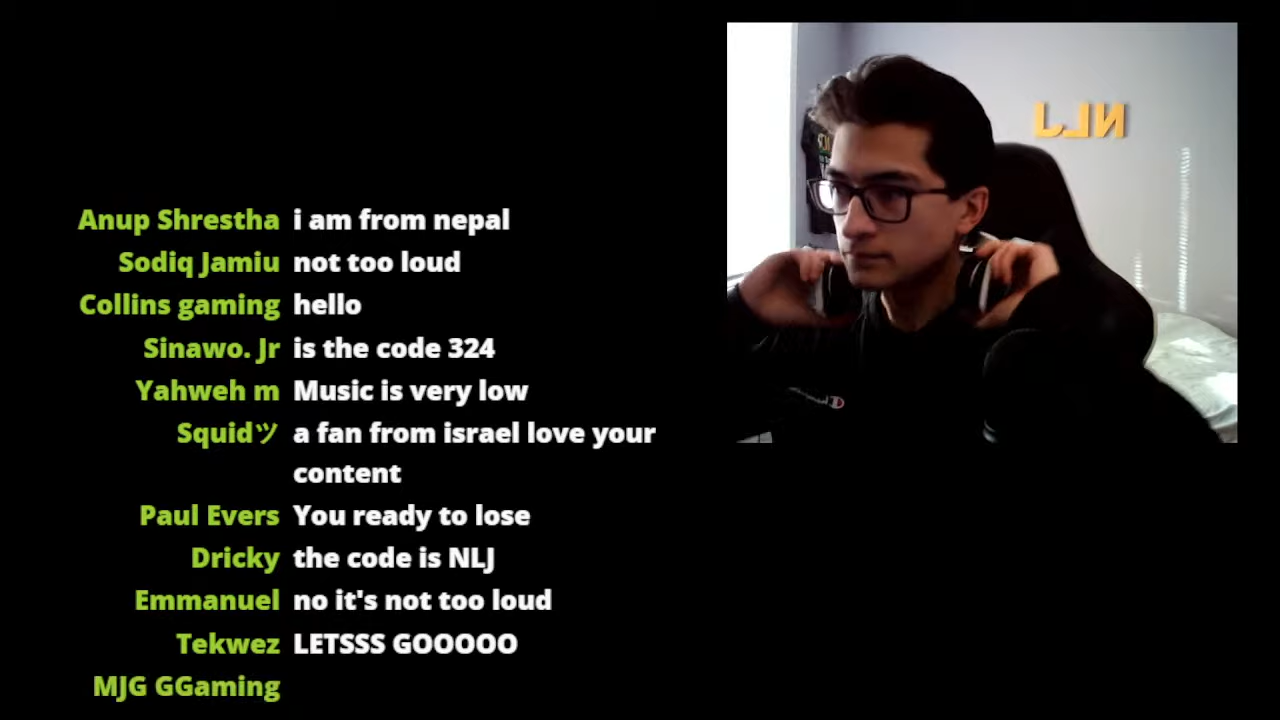 Anup Shrestha i am from nepal
Sodiq Jamiu not too loud
Collins gaming hello
Sinawo. Jr is the code 324
Yahweh m Music is very low
Squidツ a fan from israel love your
content
Paul Evers You ready to lose
Dricky the code is NLJ
Emmanuel no it's not too loud
Tekwez LETSSS GOOOOO
MJG GGaming
NLJ
Champion